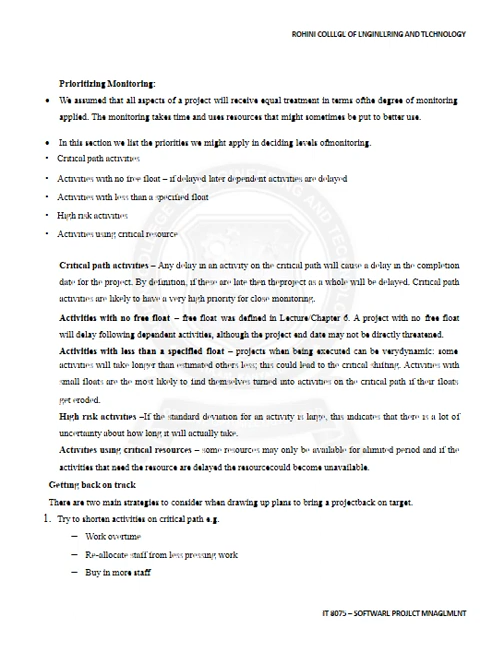 ROHINI COLLEGE OF ENGINEERING AND TECHNOLOGY
Prioritizing Monitoring:
• We assumed that all aspects of a project will receive equal treatment in terms ofthe degree of monitoring
applied. The monitoring takes time and uses resources that might sometimes be put to better use.
• In this section we list the priorities we might apply in deciding levels ofmonitoring.
• Critical path activities
• Activities with no free float – if delayed later dependent activities are delayed
• Activities with less than a specified float
• High risk activities
• Activities using critical resource
Critical path activities – Any delay in an activity on the critical path will cause a delay in the completion
date for the project. By definition, if these are late then theproject as a whole will be delayed. Critical path
activities are likely to have a very high priority for close monitoring.
Activities with no free float – free float was defined in Lecture/Chapter 6. A project with no free float
will delay following dependent activities, although the project end date may not be directly threatened.
Activities with less than a specified float – projects when being executed can be verydynamic: some
activities will take longer than estimated others less; this could lead to the critical shifting. Activities with
small floats are the most likely to find themselves turned into activities on the critical path if their floats
get eroded.
High risk activities –If the standard deviation for an activity is large, this indicates that there is a lot of
uncertainty about how long it will actually take.
Activities using critical resources – some resources may only be available for alimited period and if the
activities that need the resource are delayed the resourcecould become unavailable.
Getting back on track
There are two main strategies to consider when drawing up plans to bring a projectback on target.
1. Try to shorten activities on critical path e.g.
– Work overtime
– Re-allocate staff from less pressing work
– Buy in more staff
IT 8075 – SOFTWARE PROJECT MNAGEMENT